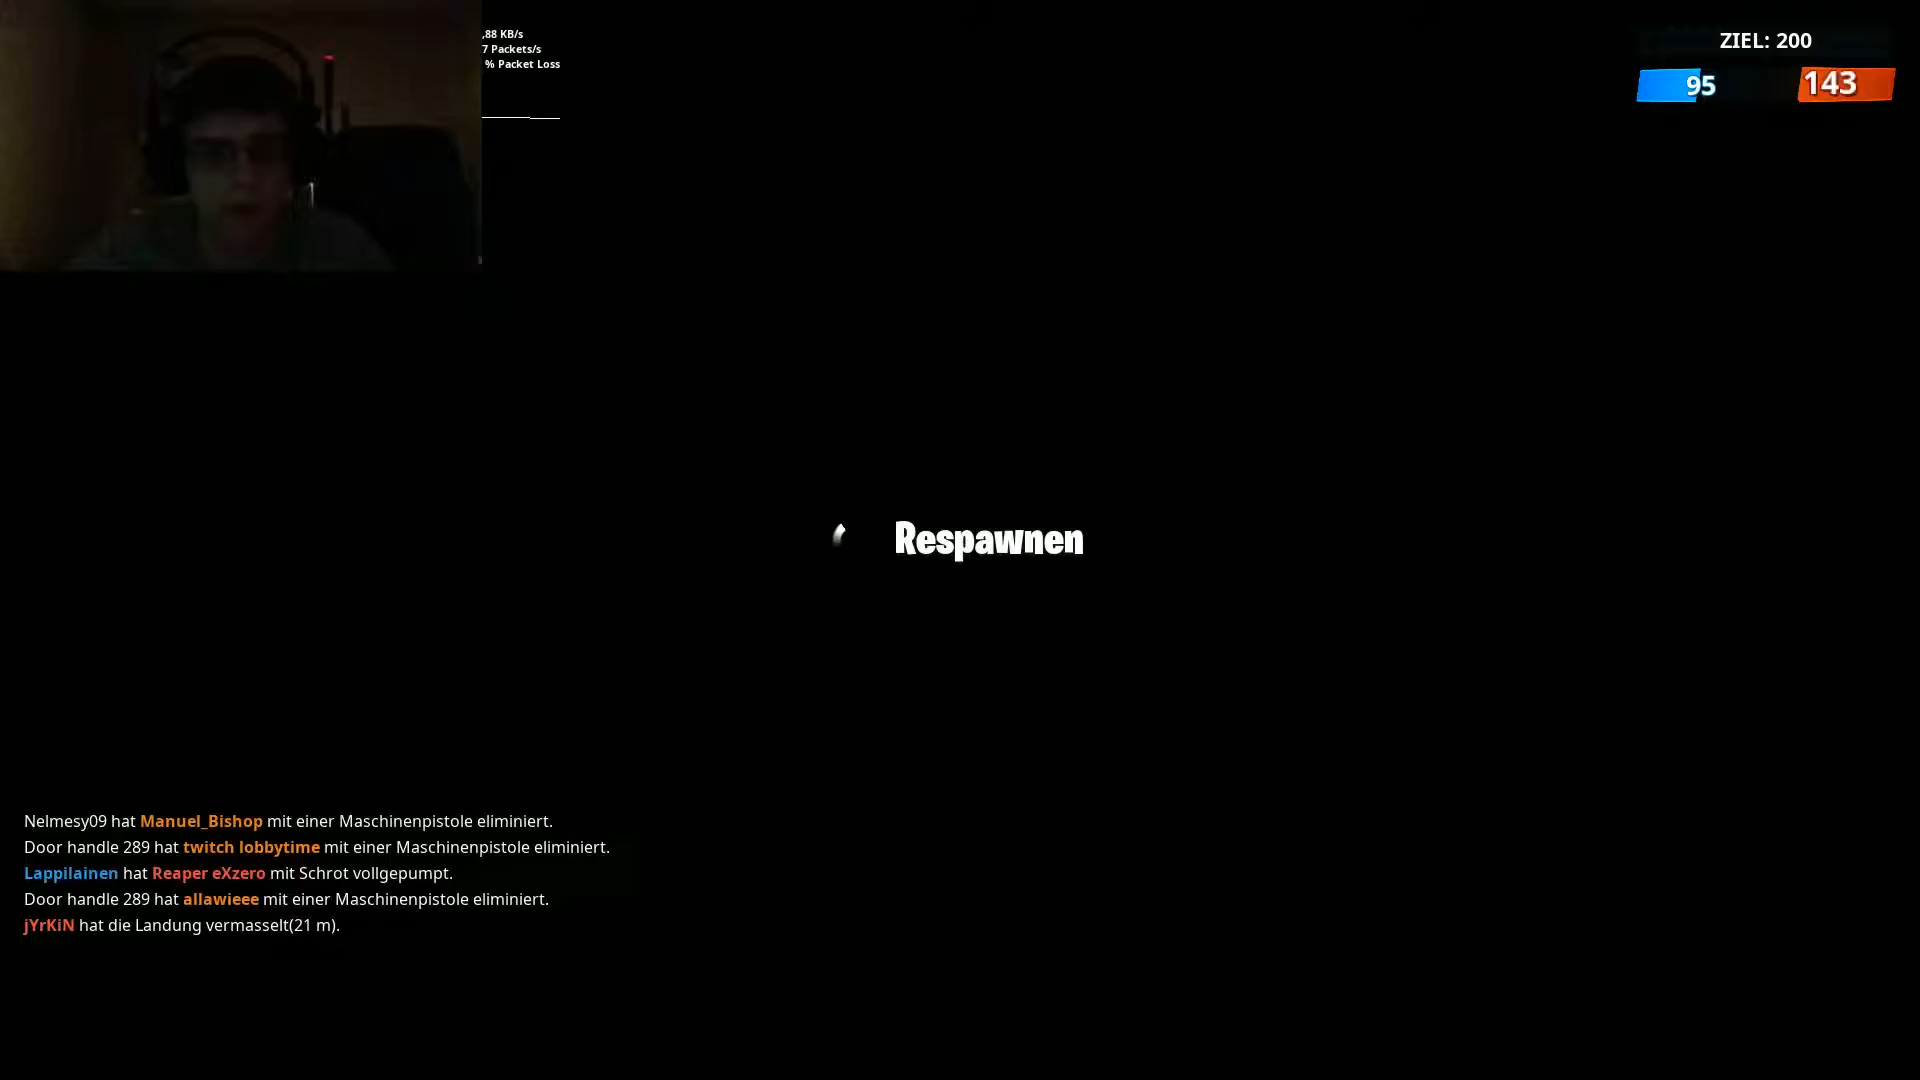 ,88 KB/s
7 Packets/s
% Packet Loss
ZIEL: 200
95
143
Respawnen
Nelmesy09 hat Manuel_Bishop mit einer Maschinenpistole eliminiert.
Door handle 289 hat twitch lobbytime mit einer Maschinenpistole eliminiert.
Lappilainen hat Reaper eXzero mit Schrot vollgepumpt.
Door handle 289 hat allawieee mit einer Maschinenpistole eliminiert.
jYrKiN hat die Landung vermasselt(21 m).